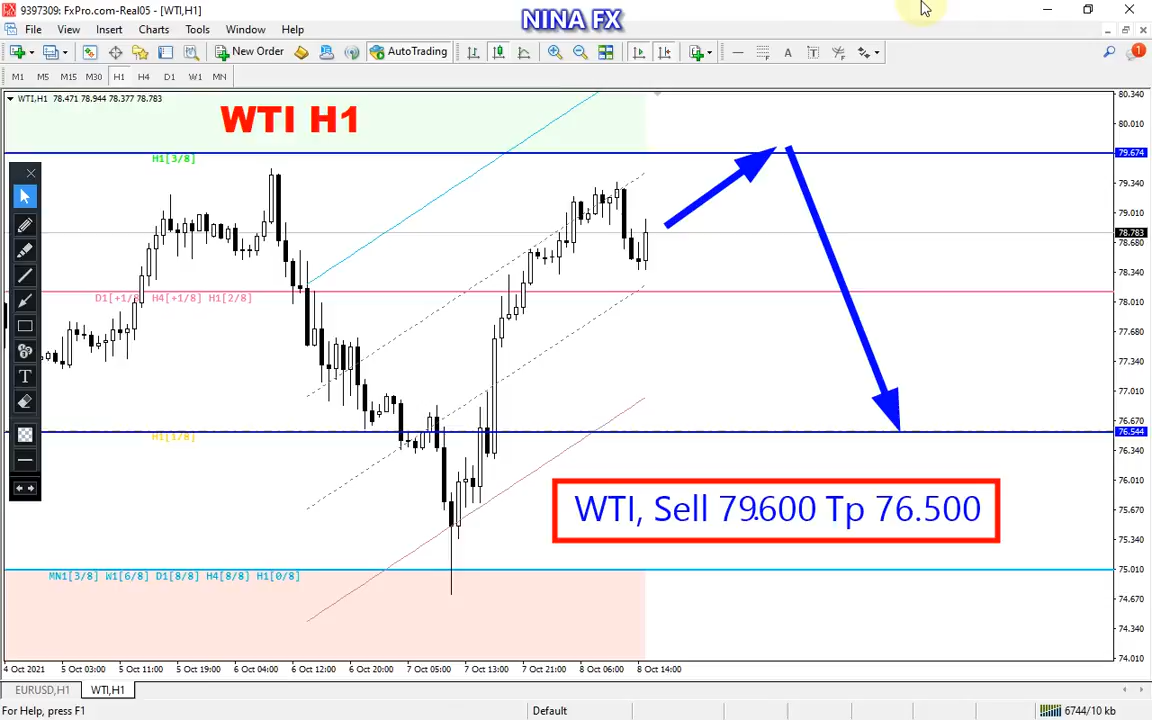 9397309: FxPro.com-Real05 - [WTI,H1]
NINA FX
File View Insert Charts Tools Window Help
New Order AutoTrading
A T 1
M1 M5 M15 M30 H1 H4 D1 W1 MN
WTI,H1 78.471 78.944 78.377 78.783
WTI H1
80.340
80.010
79.674
H1[3/8]
79.340
79.010
78.783
78.680
78.340
D1[+1/8] H4[+1/8] H1[2/8]
78.010
77.680
77.340
77.010
76.670
76.544
H1[1/8]
76.340
76.010
WTI, Sell 79.600 Tp 76.500
75.670
75.340
75.010
MN1[3/8] W1[6/8] D1[8/8] H4[8/8] H1[0/8]
74.670
74.340
74.010
T
4 Oct 2021 5 Oct 03:00 5 Oct 11:00 5 Oct 19:00 6 Oct 04:00 6 Oct 12:00 6 Oct 20:00 7 Oct 05:00 7 Oct 13:00 7 Oct 21:00 8 Oct 06:00 8 Oct 14:00
EURUSD,H1 WTI,H1
For Help, press F1 Default 6744/10 kb